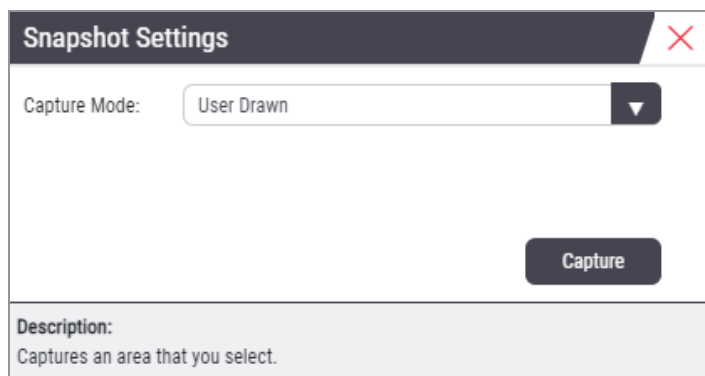 Snapshot Settings
Capture Mode: User Drawn
Capture
Description:
Captures an area that you select.